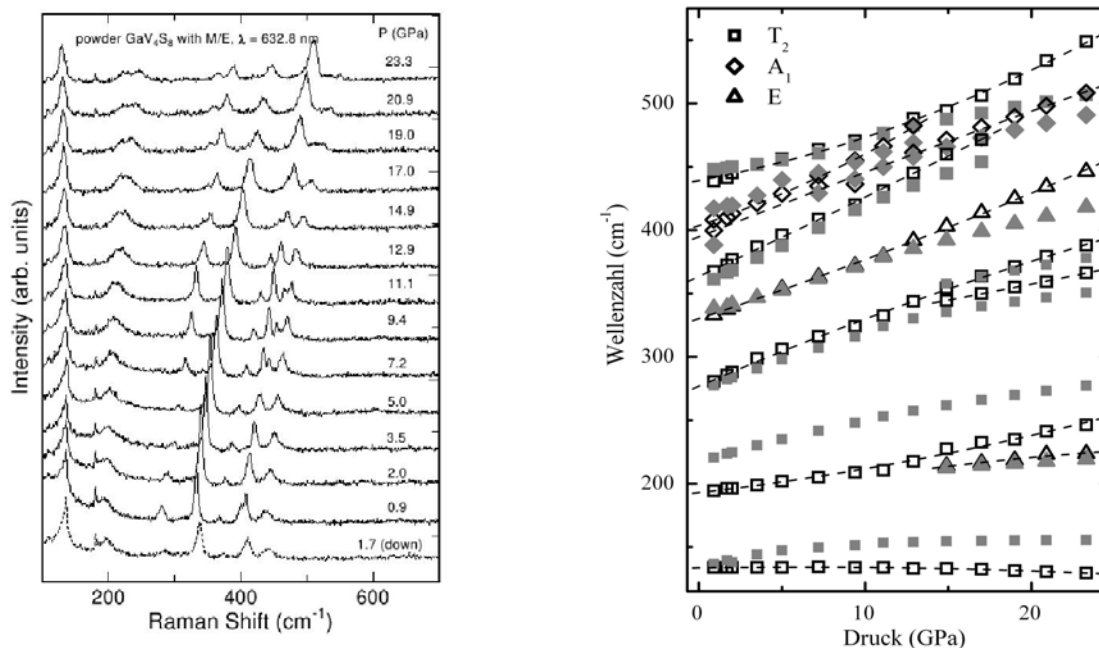 powder GaV4S8 with M/E, λ = 632.8 nm
P (GPa)
23.3
20.9
19.0
17.0
14.9
12.9
11.1
9.4
7.2
5.0
3.5
2.0
0.9
1.7 (down)
Intensity (arb. units)
200
400
600
Raman Shift (cm⁻¹)
T₂
A₁
E
Wellenzahl (cm⁻¹)
500
400
300
200
0
10
20
Druck (GPa)